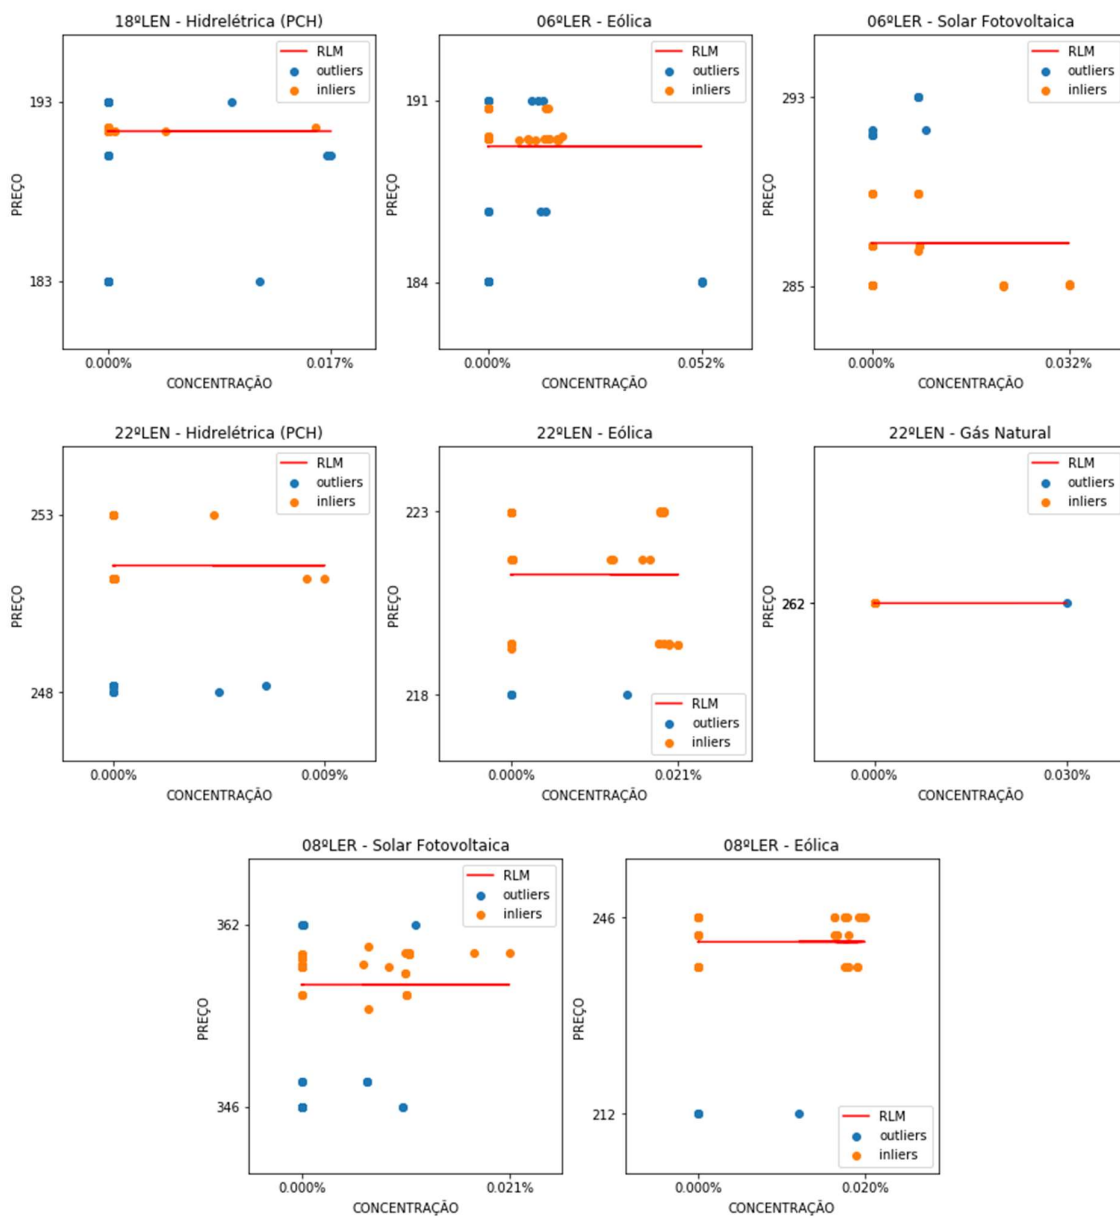 18ºLEN - Hidrelétrica (PCH)
RLM
outliers
inliers
193
183
PREÇO
0.000%
0.017%
CONCENTRAÇÃO
06ºLER - Eólica
RLM
outliers
inliers
191
184
PREÇO
0.000%
0.052%
CONCENTRAÇÃO
06ºLER - Solar Fotovoltaica
RLM
outliers
inliers
293
285
PREÇO
0.000%
0.032%
CONCENTRAÇÃO
22ºLEN - Hidrelétrica (PCH)
RLM
outliers
inliers
253
248
PREÇO
0.000%
0.009%
CONCENTRAÇÃO
22ºLEN - Eólica
223
218
PREÇO
RLM
outliers
inliers
0.000%
0.021%
CONCENTRAÇÃO
22ºLEN - Gás Natural
RLM
outliers
inliers
262
PREÇO
0.000%
0.030%
CONCENTRAÇÃO
08ºLER - Solar Fotovoltaica
RLM
outliers
inliers
362
346
PREÇO
0.000%
0.021%
CONCENTRAÇÃO
08ºLER - Eólica
246
212
PREÇO
RLM
outliers
inliers
0.000%
0.020%
CONCENTRAÇÃO